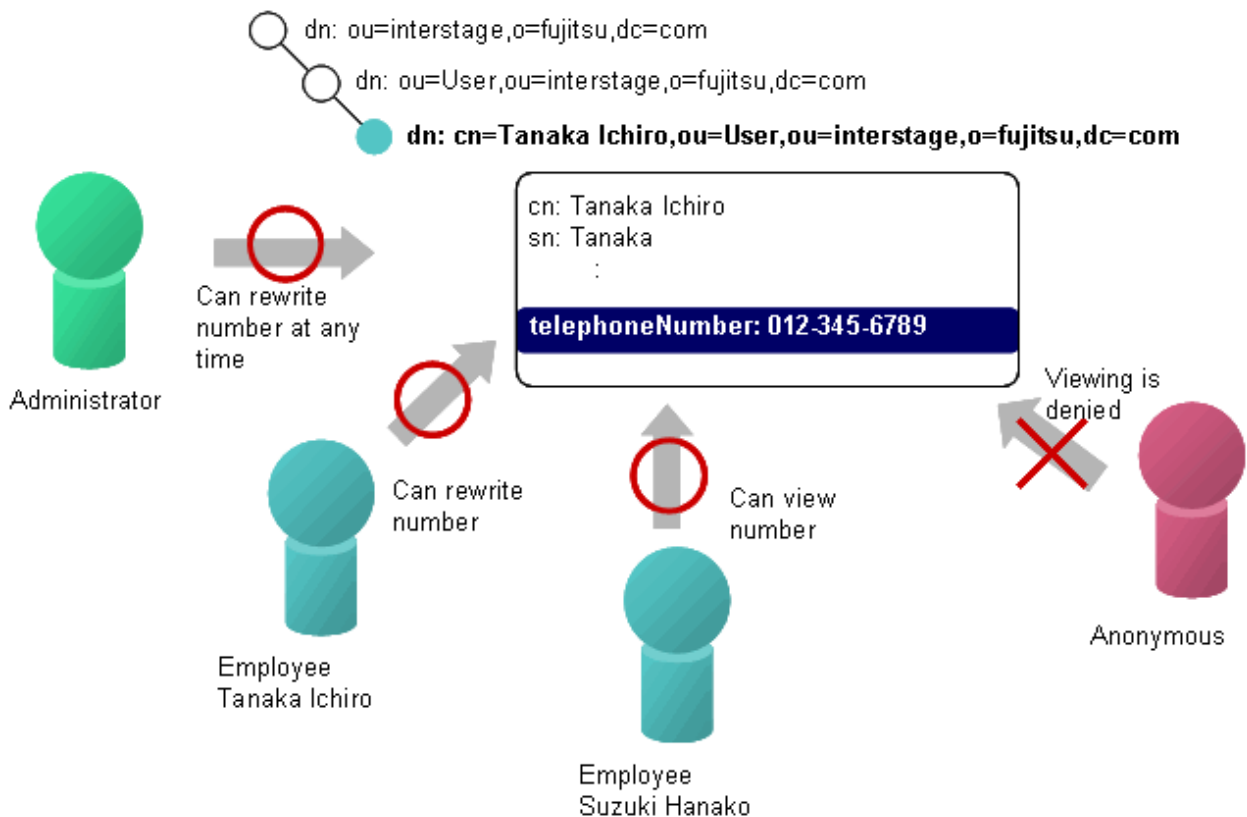 dn: ou=interstage,o=fujitsu,dc=com
dn: ou=User,ou=interstage,o=fujitsu,dc=com
dn: cn=Tanaka Ichiro,ou=User,ou=interstage,o=fujitsu,dc=com
cn: Tanaka Ichiro
sn: Tanaka
:
telephoneNumber: 012-345-6789
Can rewrite
number at any
time
Administrator
Viewing is
denied
Can rewrite
number
Can view
number
Anonymous
Employee
Tanaka Ichiro
Employee
Suzuki Hanako